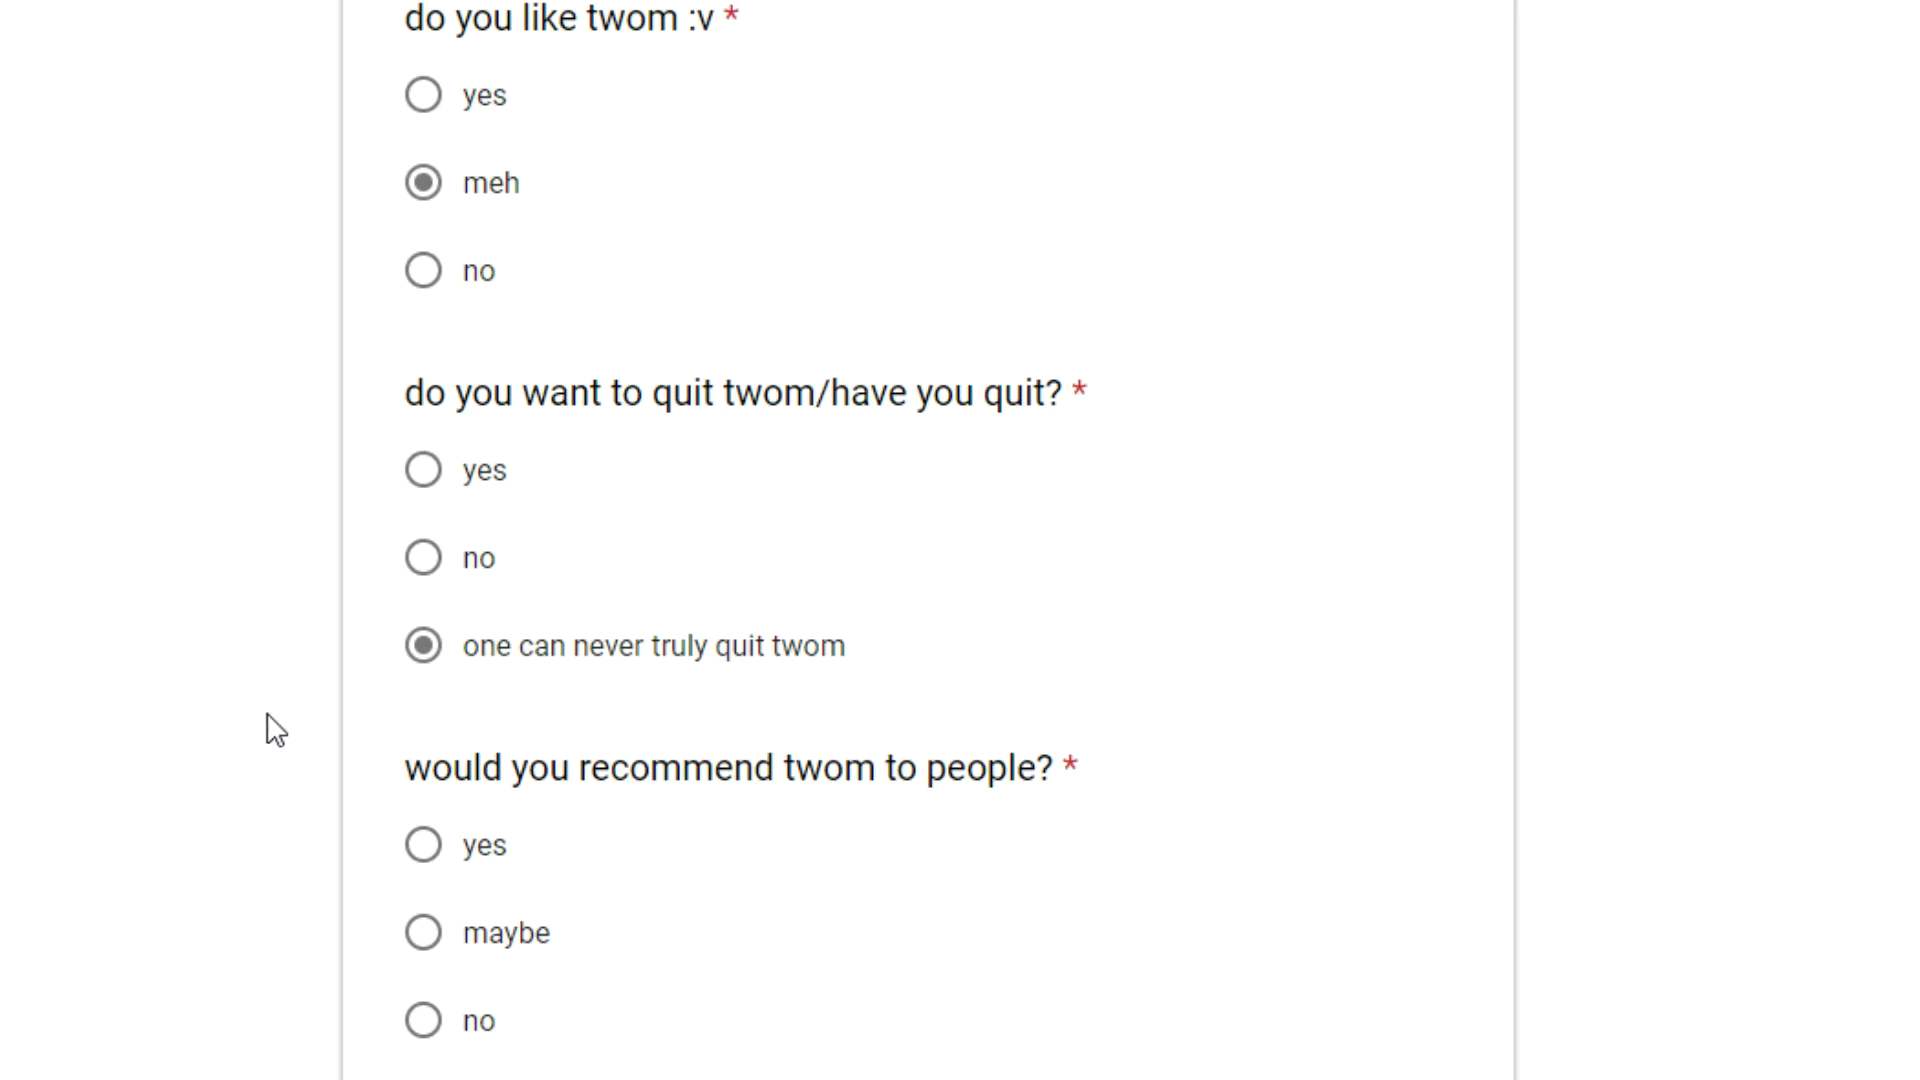 do you like twom :v *
yes
meh
no
do you want to quit twom/have you quit? *
yes
no
one can never truly quit twom
would you recommend twom to people? *
yes
maybe
no